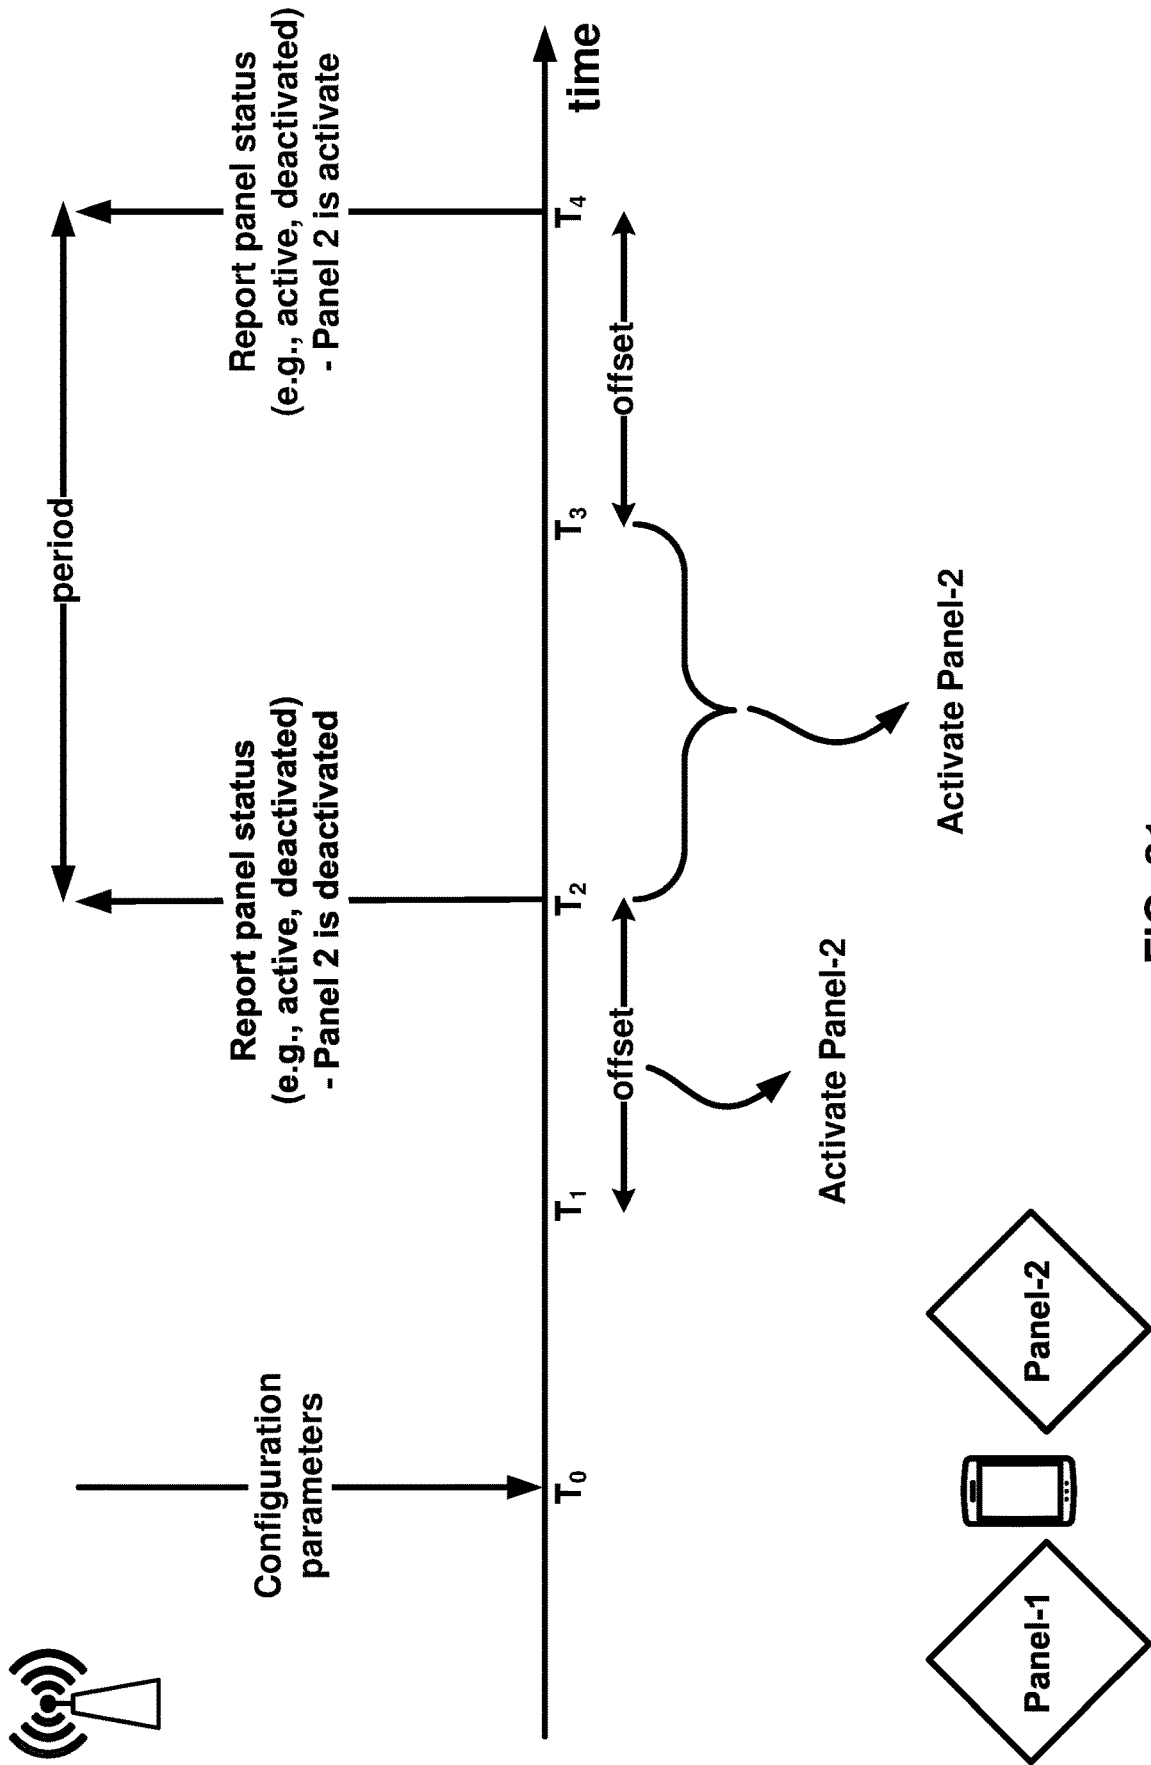 period
Configuration
parameters
Report panel status
(e.g., active, deactivated)
- Panel 2 is deactivated
Report panel status
(e.g., active, deactivated)
- Panel 2 is activate
T0
T1
T2
T3
T4
time
offset
offset
Activate Panel-2
Activate Panel-2
Panel-1
Panel-2